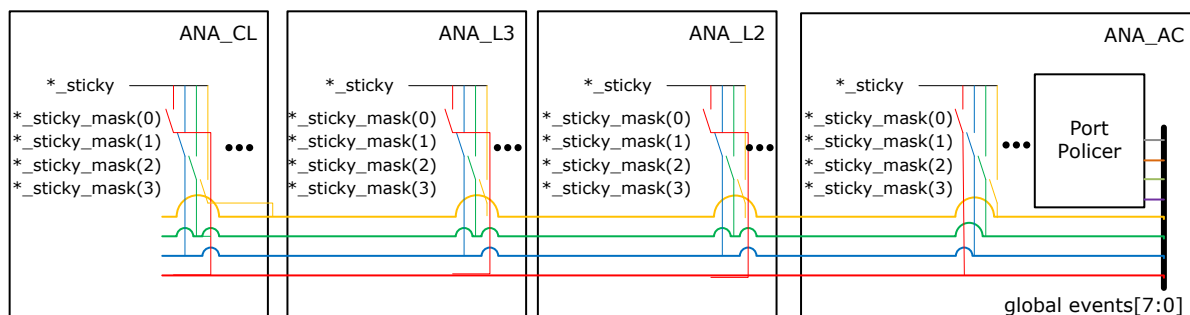 ANA_CL
*_sticky
*_sticky_mask(0)
*_sticky_mask(1)
*_sticky_mask(2)
*_sticky_mask(3)
ANA_L3
*_sticky
*_sticky_mask(0)
*_sticky_mask(1)
*_sticky_mask(2)
*_sticky_mask(3)
ANA_L2
*_sticky
*_sticky_mask(0)
*_sticky_mask(1)
*_sticky_mask(2)
*_sticky_mask(3)
ANA_AC
*_sticky
*_sticky_mask(0)
*_sticky_mask(1)
*_sticky_mask(2)
*_sticky_mask(3)
Port
Policer
global events[7:0]